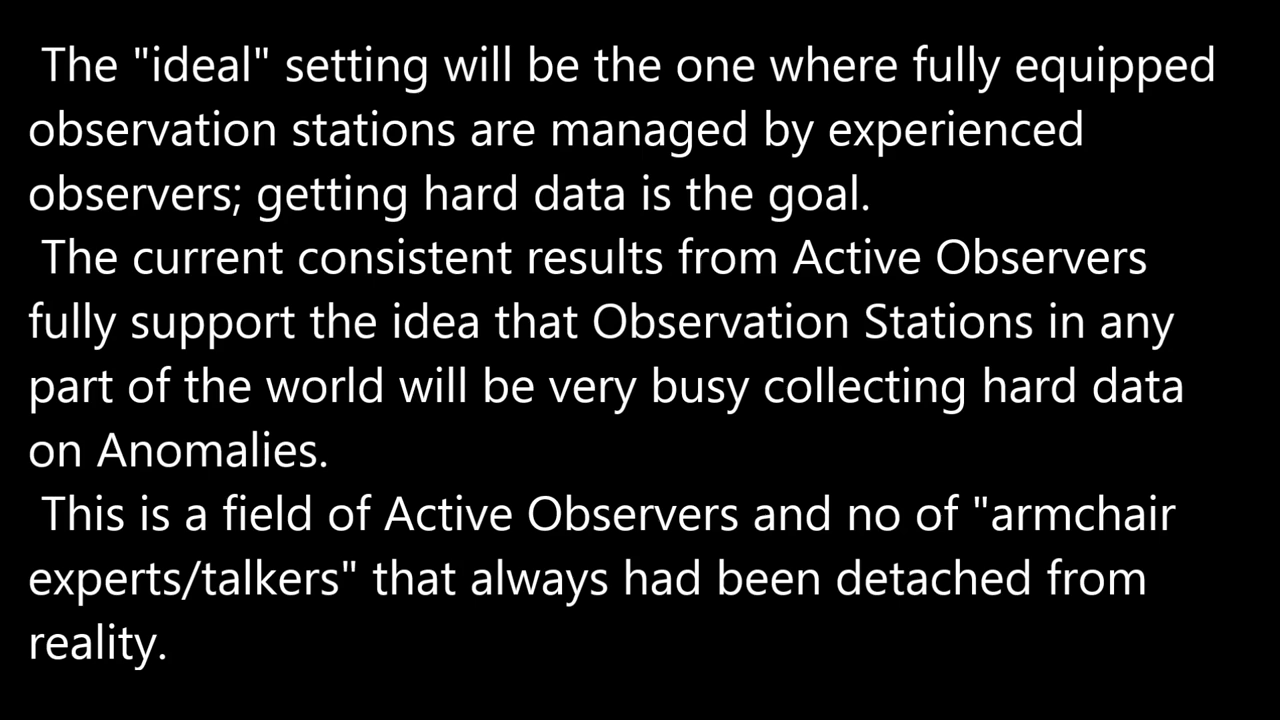 The "ideal" setting will be the one where fully equipped
observation stations are managed by experienced
observers; getting hard data is the goal.
The current consistent results from Active Observers
fully support the idea that Observation Stations in any
part of the world will be very busy collecting hard data
on Anomalies.
This is a field of Active Observers and no of "armchair
experts/talkers" that always had been detached from
reality.